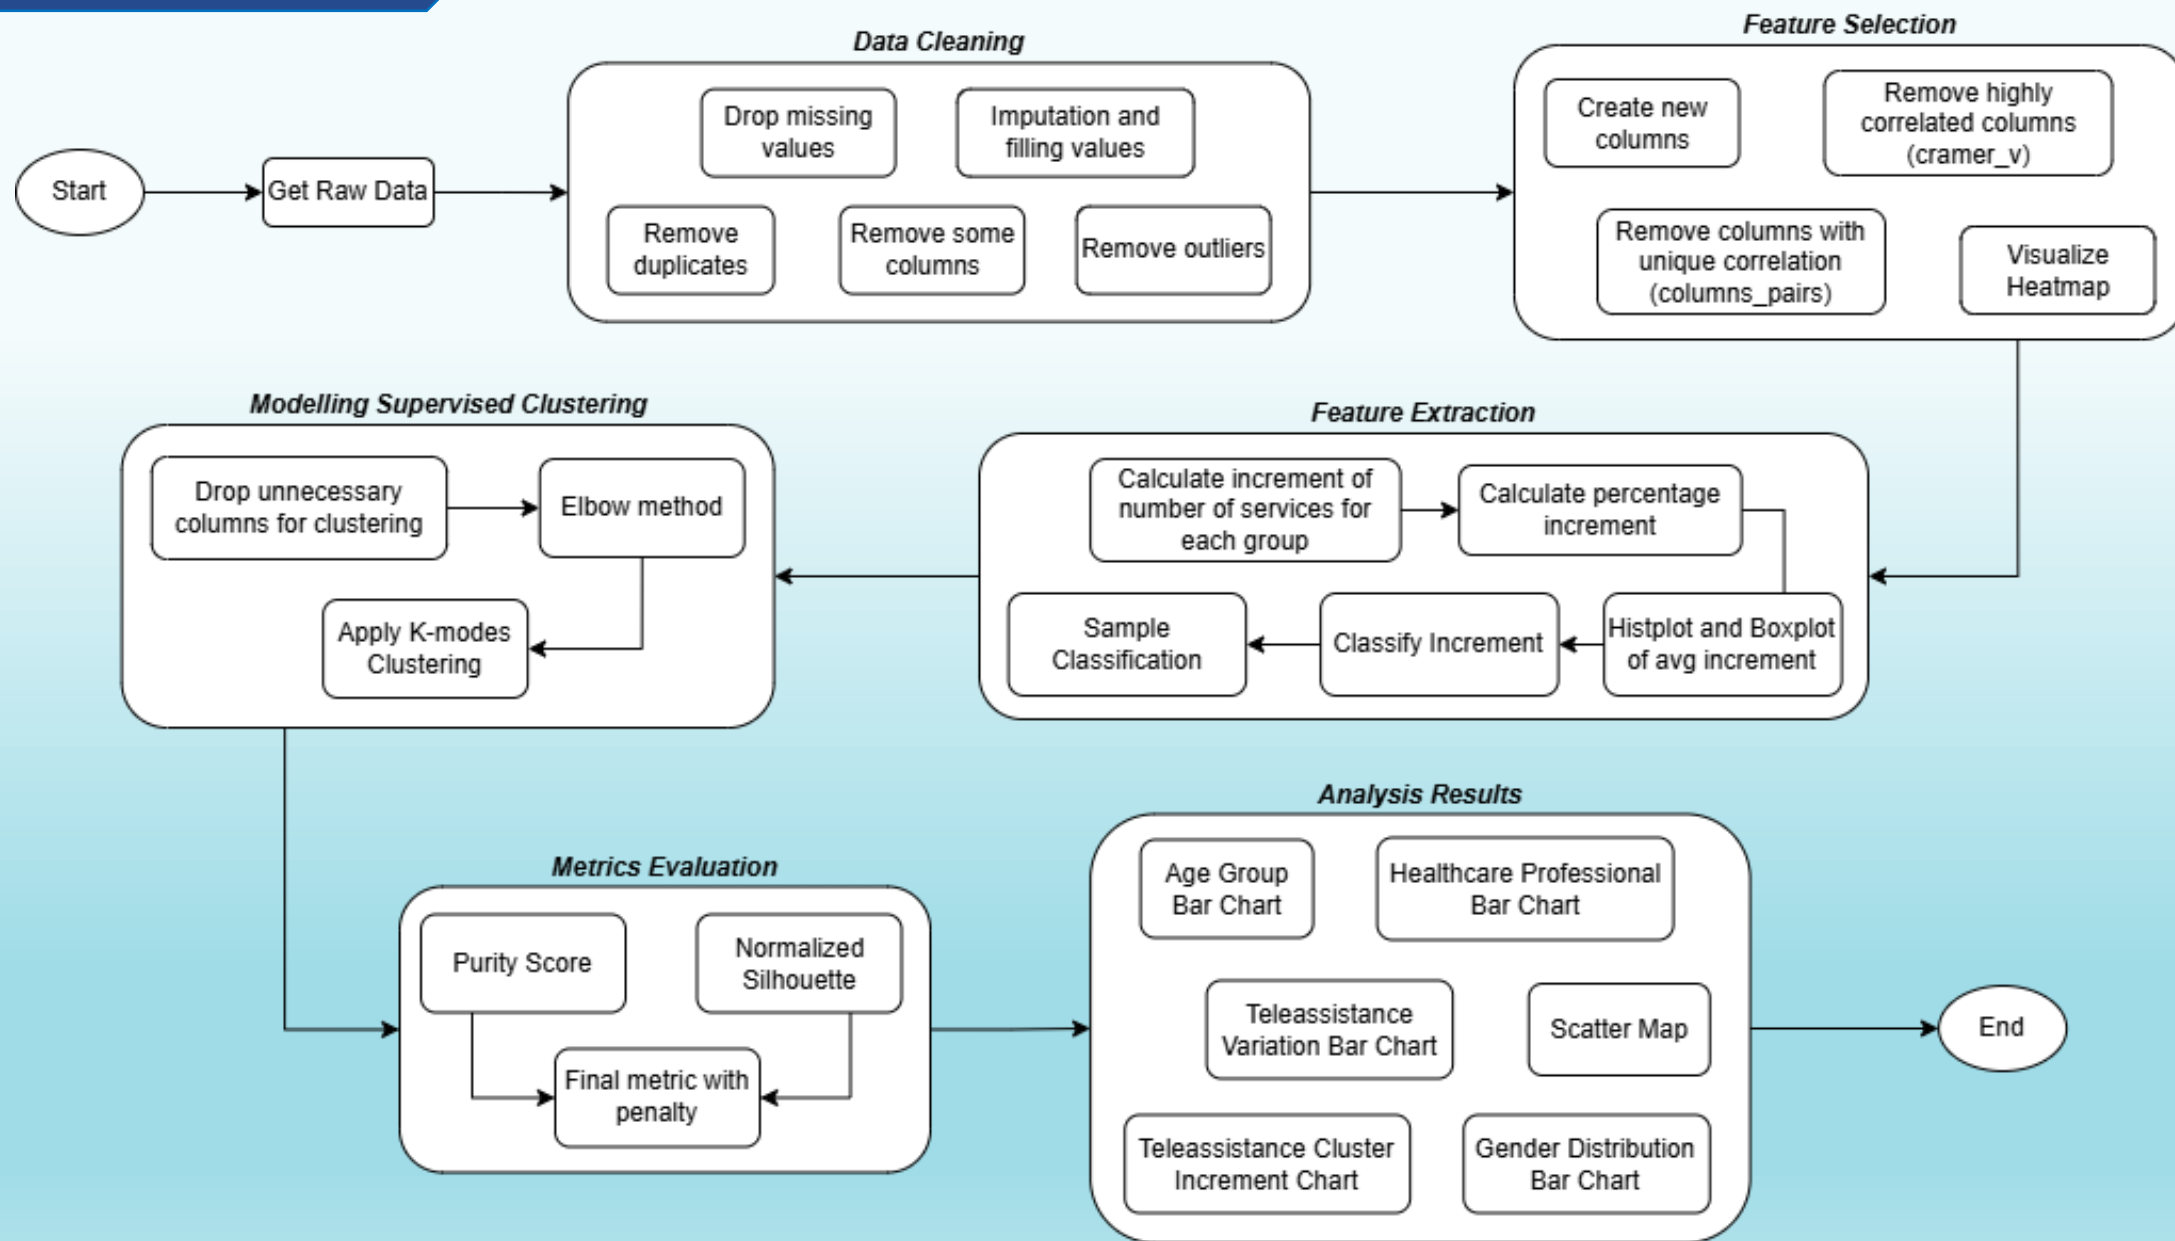 Data Cleaning
Feature Selection
Start
Get Raw Data
Drop missing
values
Imputation and
filling values
Remove
duplicates
Remove some
columns
Remove outliers
Create new
columns
Remove highly
correlated columns
(cramer_v)
Remove columns with
unique correlation
(columns_pairs)
Visualize
Heatmap
Modelling Supervised Clustering
Drop unnecessary
columns for clustering
Elbow method
Apply K-modes
Clustering
Feature Extraction
Calculate increment of
number of services for
each group
Calculate percentage
increment
Sample
Classification
Classify Increment
Histplot and Boxplot
of avg increment
Metrics Evaluation
Purity Score
Normalized
Silhouette
Final metric with
penalty
Analysis Results
Age Group
Bar Chart
Healthcare Professional
Bar Chart
Teleassistance
Variation Bar Chart
Scatter Map
Teleassistance Cluster
Increment Chart
Gender Distribution
Bar Chart
End